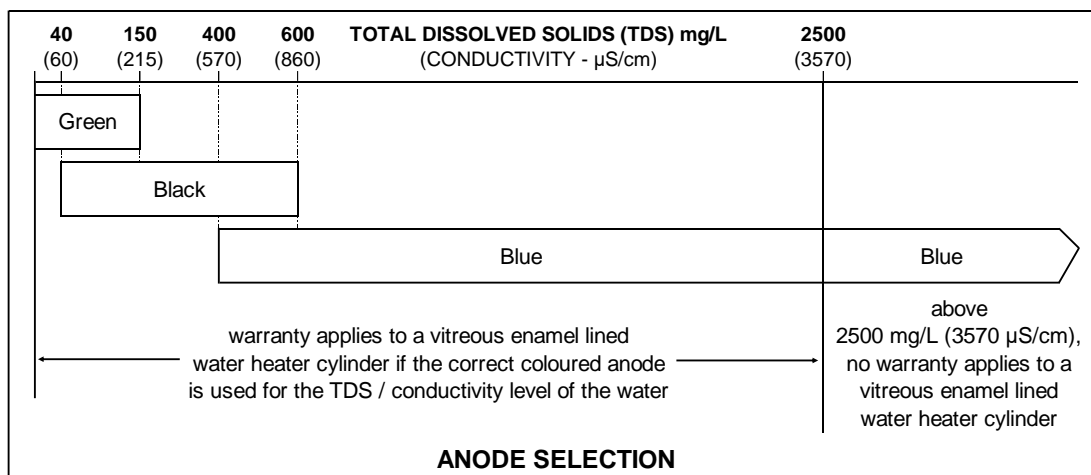 40 150 400 600 TOTAL DISSOLVED SOLIDS (TDS) mg/L 2500
(60) (215) (570) (860) (CONDUCTIVITY - µS/cm) (3570)
Green
Black
Blue Blue
warranty applies to a vitreous enamel lined
water heater cylinder if the correct coloured anode
is used for the TDS / conductivity level of the water
above
2500 mg/L (3570 µS/cm),
no warranty applies to a
vitreous enamel lined
water heater cylinder
ANODE SELECTION